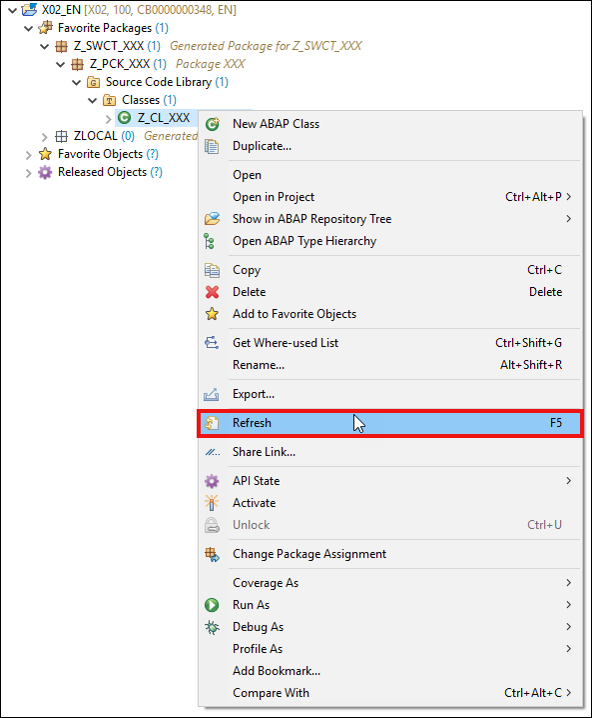 X02_EN [X02, 100, CB0000000348, EN]
Favorite Packages (1)
Z_SWCT_XXX (1) Generated Package for Z_SWCT_XXX
Z_PCK_XXX (1) Package XXX
Source Code Library (1)
Classes (1)
Z_CL_XXX
ZLOCAL (0) Generated
Favorite Objects (?)
Released Objects (?)
New ABAP Class
Duplicate...
Open
Open in Project Ctrl+Alt+P >
Show in ABAP Repository Tree >
Open ABAP Type Hierarchy
Copy Ctrl+C
Delete Delete
Add to Favorite Objects
Get Where-used List Ctrl+Shift+G
Rename... Alt+Shift+R
Export...
Refresh F5
Share Link...
API State >
Activate
Unlock Ctrl+U
Change Package Assignment
Coverage As >
Run As >
Debug As >
Profile As >
Add Bookmark...
Compare With Ctrl+Alt+C >